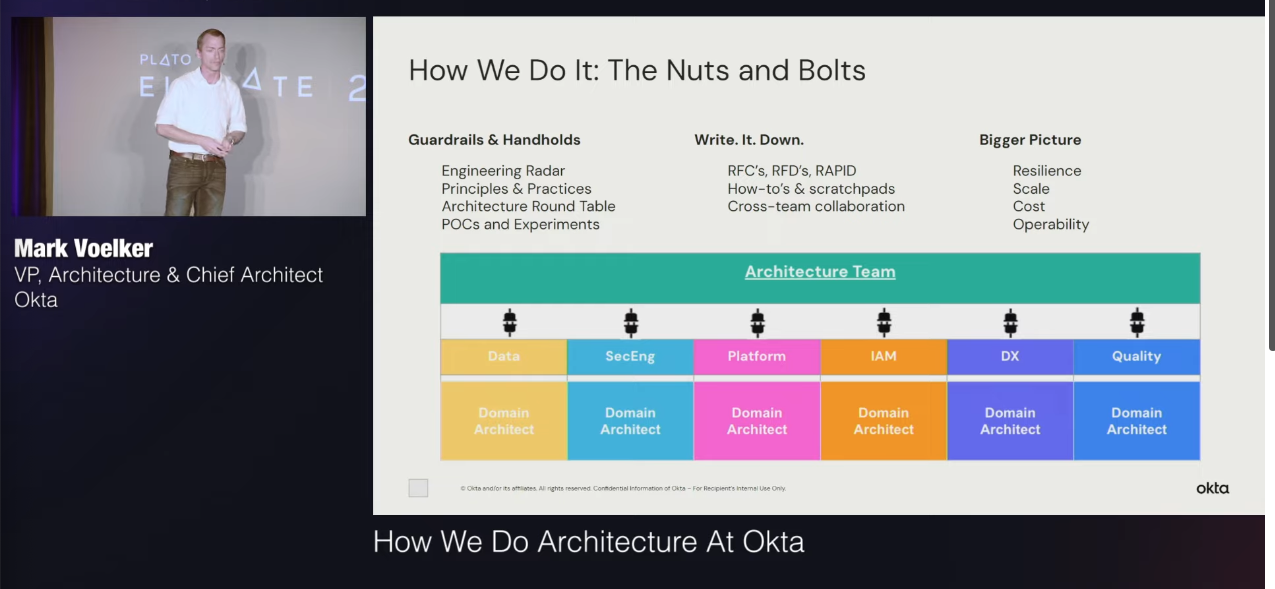 PLATO
How We Do It: The Nuts and Bolts
Guardrails & Handholds
Engineering Radar
Principles & Practices
Architecture Round Table
POCs and Experiments
Write. It. Down.
RFC's, RFD's, RAPID
How-to's & scratchpads
Cross-team collaboration
Bigger Picture
Resilience
Scale
Cost
Operability
Architecture Team
Data
SecEng
Platform
IAM
DX
Quality
Domain
Architect
Domain
Architect
Domain
Architect
Domain
Architect
Domain
Architect
Domain
Architect
© Okta and/or its affiliates. All rights reserved. Confidential Information of Okta – For Recipient's Internal Use Only.
okta
Mark Voelker
VP, Architecture & Chief Architect
Okta
How We Do Architecture At Okta